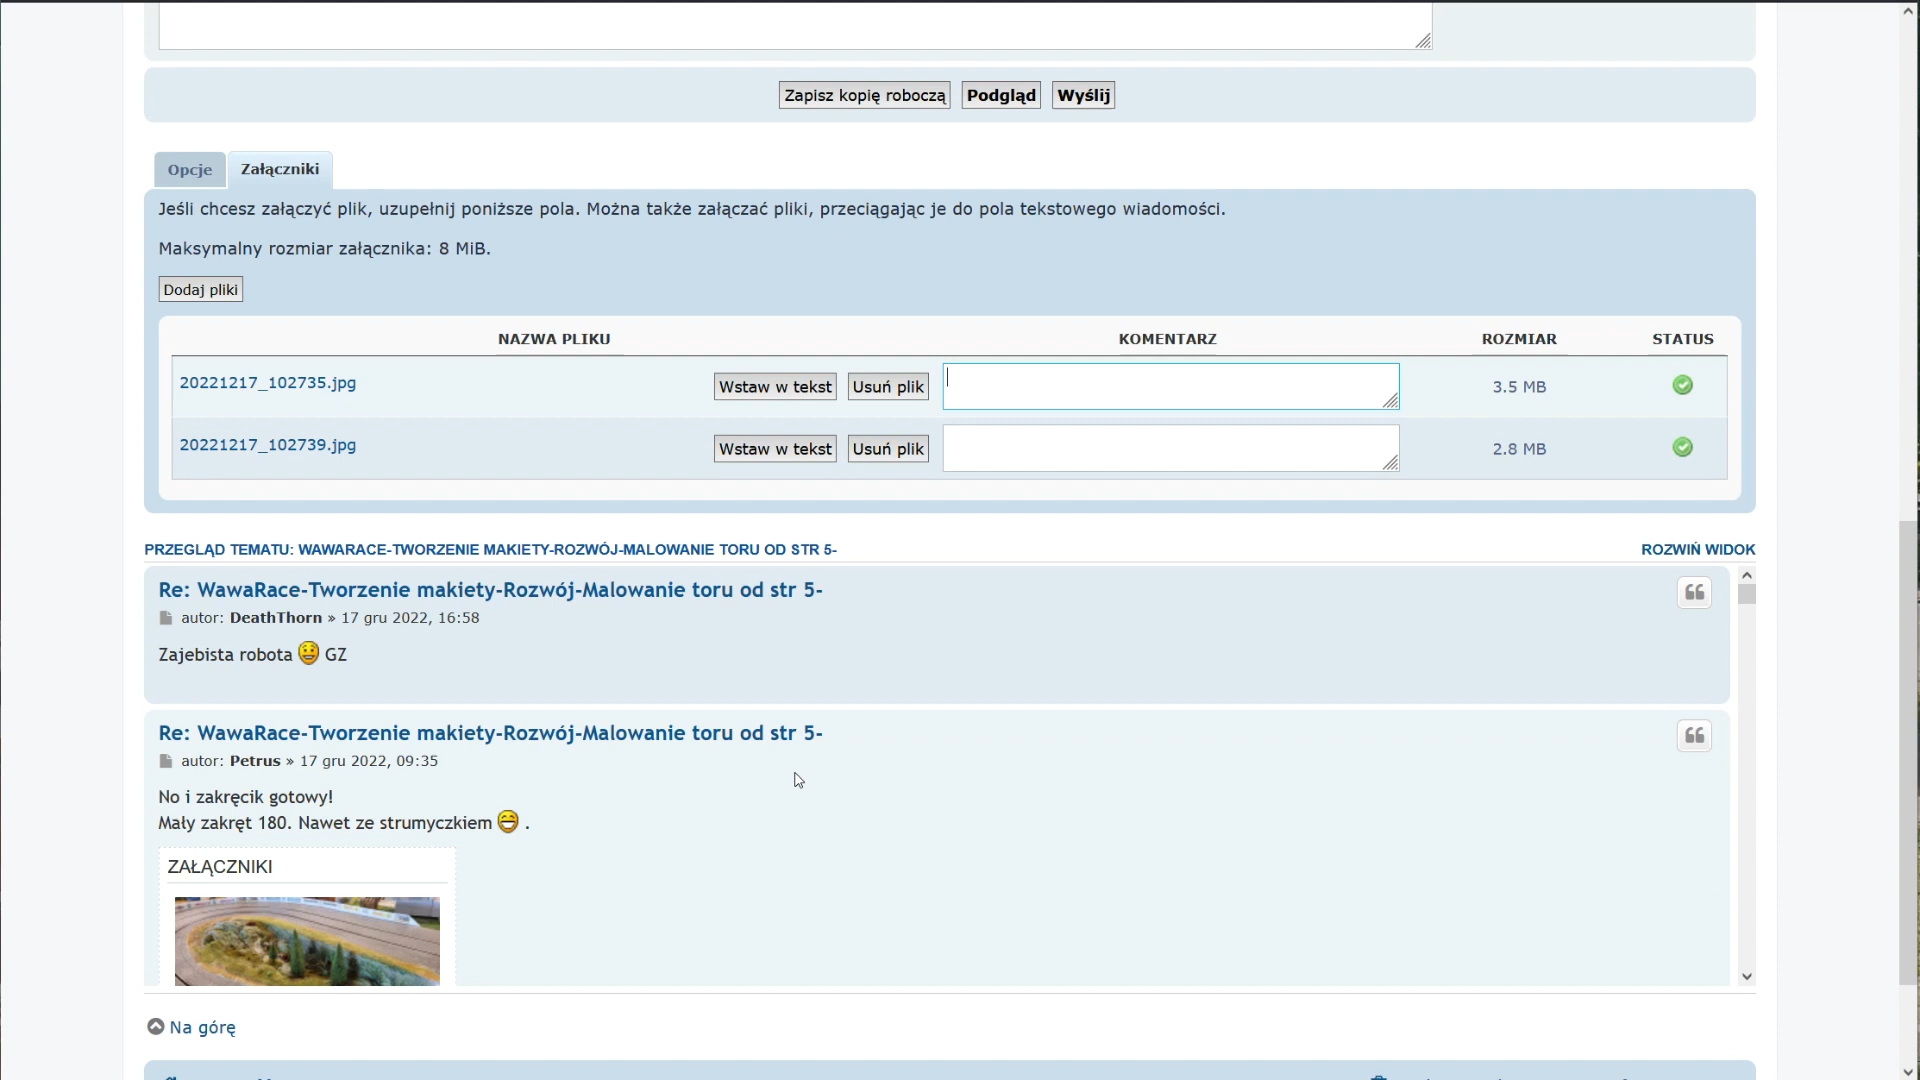 Zapisz kopię roboczą Podgląd Wyślij
Opcje Załączniki
Jeśli chcesz załączyć plik, uzupełnij poniższe pola. Można także załączać pliki, przeciągając je do pola tekstowego wiadomości.
Maksymalny rozmiar załącznika: 8 MiB.
Dodaj pliki
NAZWA PLIKU KOMENTARZ ROZMIAR STATUS
20221217_102735.jpg Wstaw w tekst Usuń plik 3.5 MB
20221217_102739.jpg Wstaw w tekst Usuń plik 2.8 MB
PRZEGLĄD TEMATU: WAWARACE-TWORZENIE MAKIETY-ROZWÓJ-MALOWANIE TORU OD STR 5- ROZWIŃ WIDOK
Re: WawaRace-Tworzenie makiety-Rozwój-Malowanie toru od str 5-
autor: DeathThorn » 17 gru 2022, 16:58
Zajebista robota GZ
Re: WawaRace-Tworzenie makiety-Rozwój-Malowanie toru od str 5-
autor: Petrus » 17 gru 2022, 09:35
No i zakręcik gotowy!
Mały zakręt 180. Nawet ze strumyczkiem .
ZAŁĄCZNIKI
Na górę